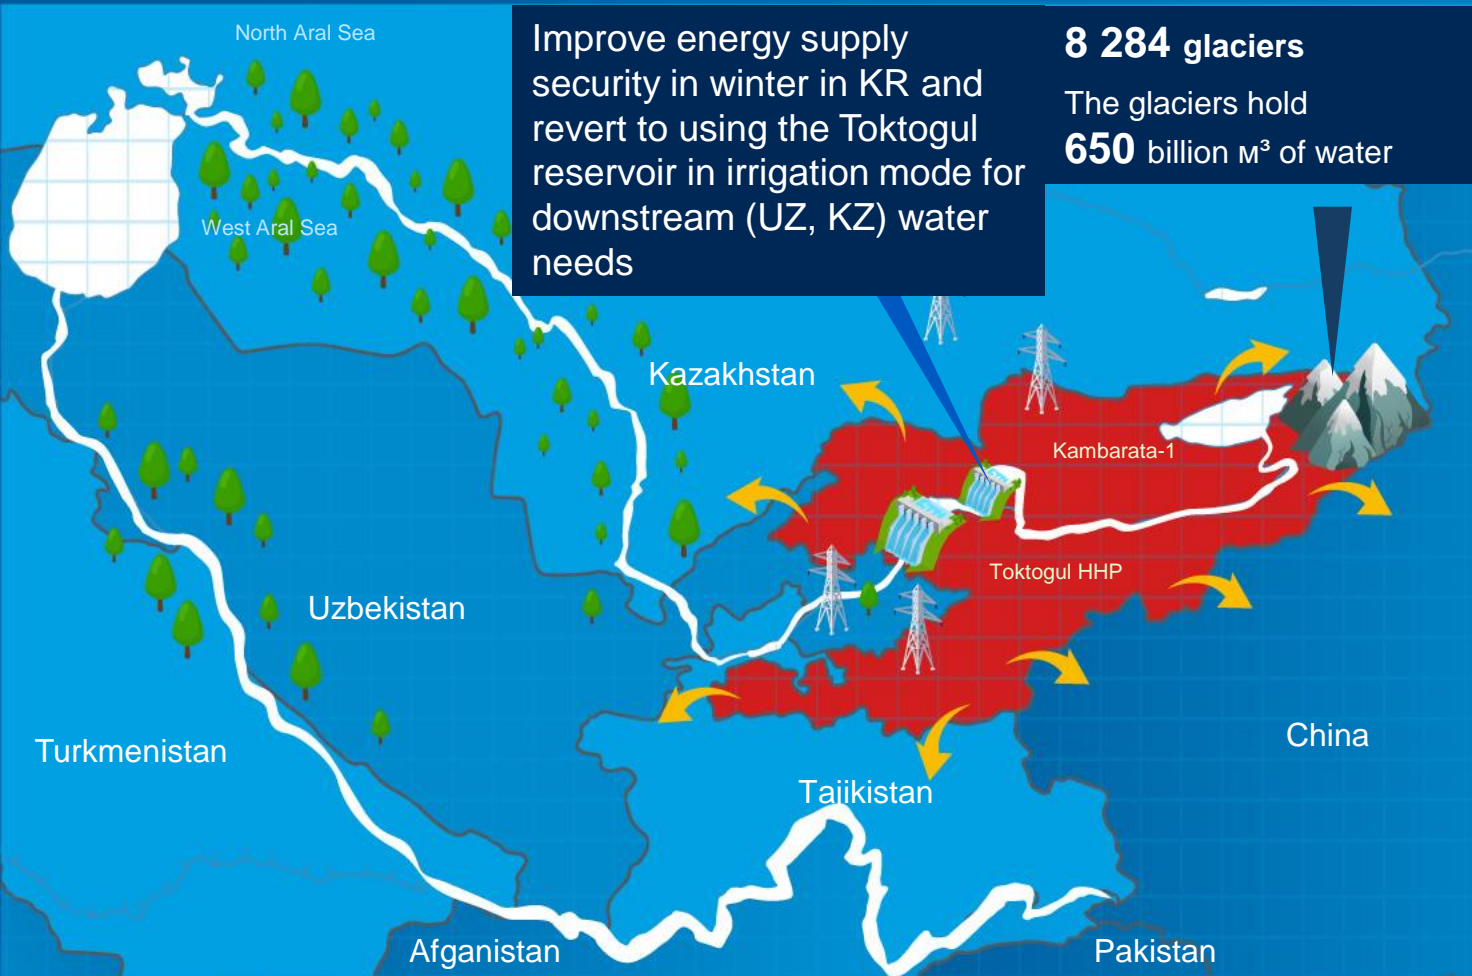 North Aral Sea
West Aral Sea
Improve energy supply
security in winter in KR and
revert to using the Toktogul
reservoir in irrigation mode for
downstream (UZ, KZ) water
needs
8 284 glaciers
The glaciers hold
650 billion м³ of water
Kazakhstan
Kambarata-1
Toktogul HHP
Uzbekistan
Turkmenistan
China
Tajikistan
Afganistan
Pakistan